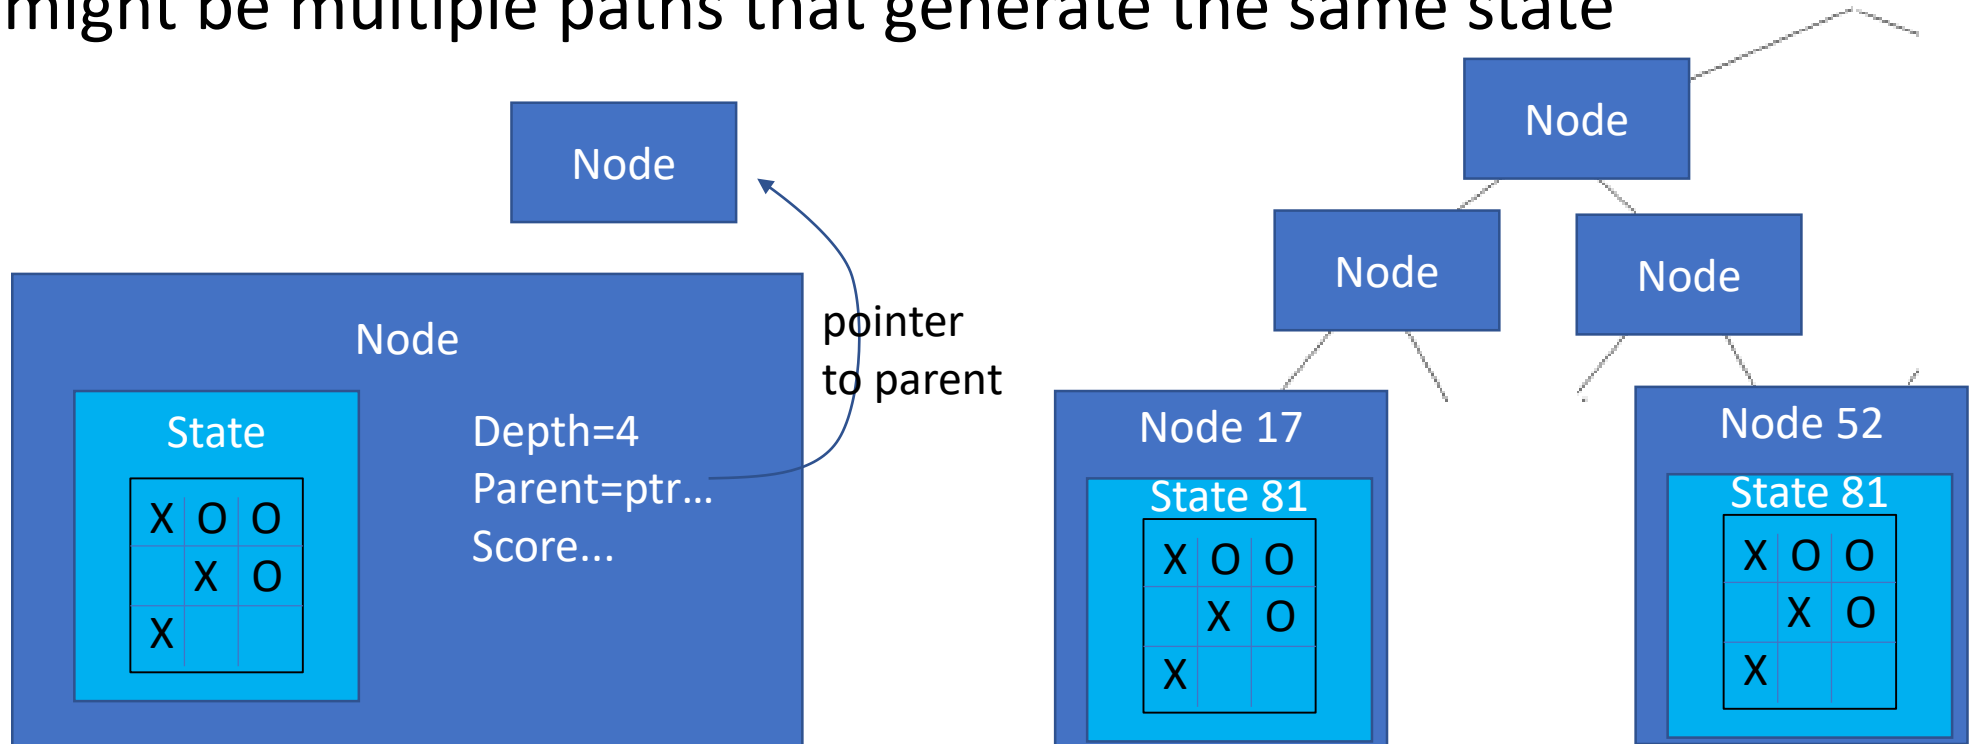 might be multiple paths that generate the same state
Node
Node
State
X O O
X O
X
Depth=4
Parent=ptr...
Score...
pointer
to parent
Node
Node
Node
Node 17
State 81
X O O
X O
X
Node 52
State 81
X O O
X O
X